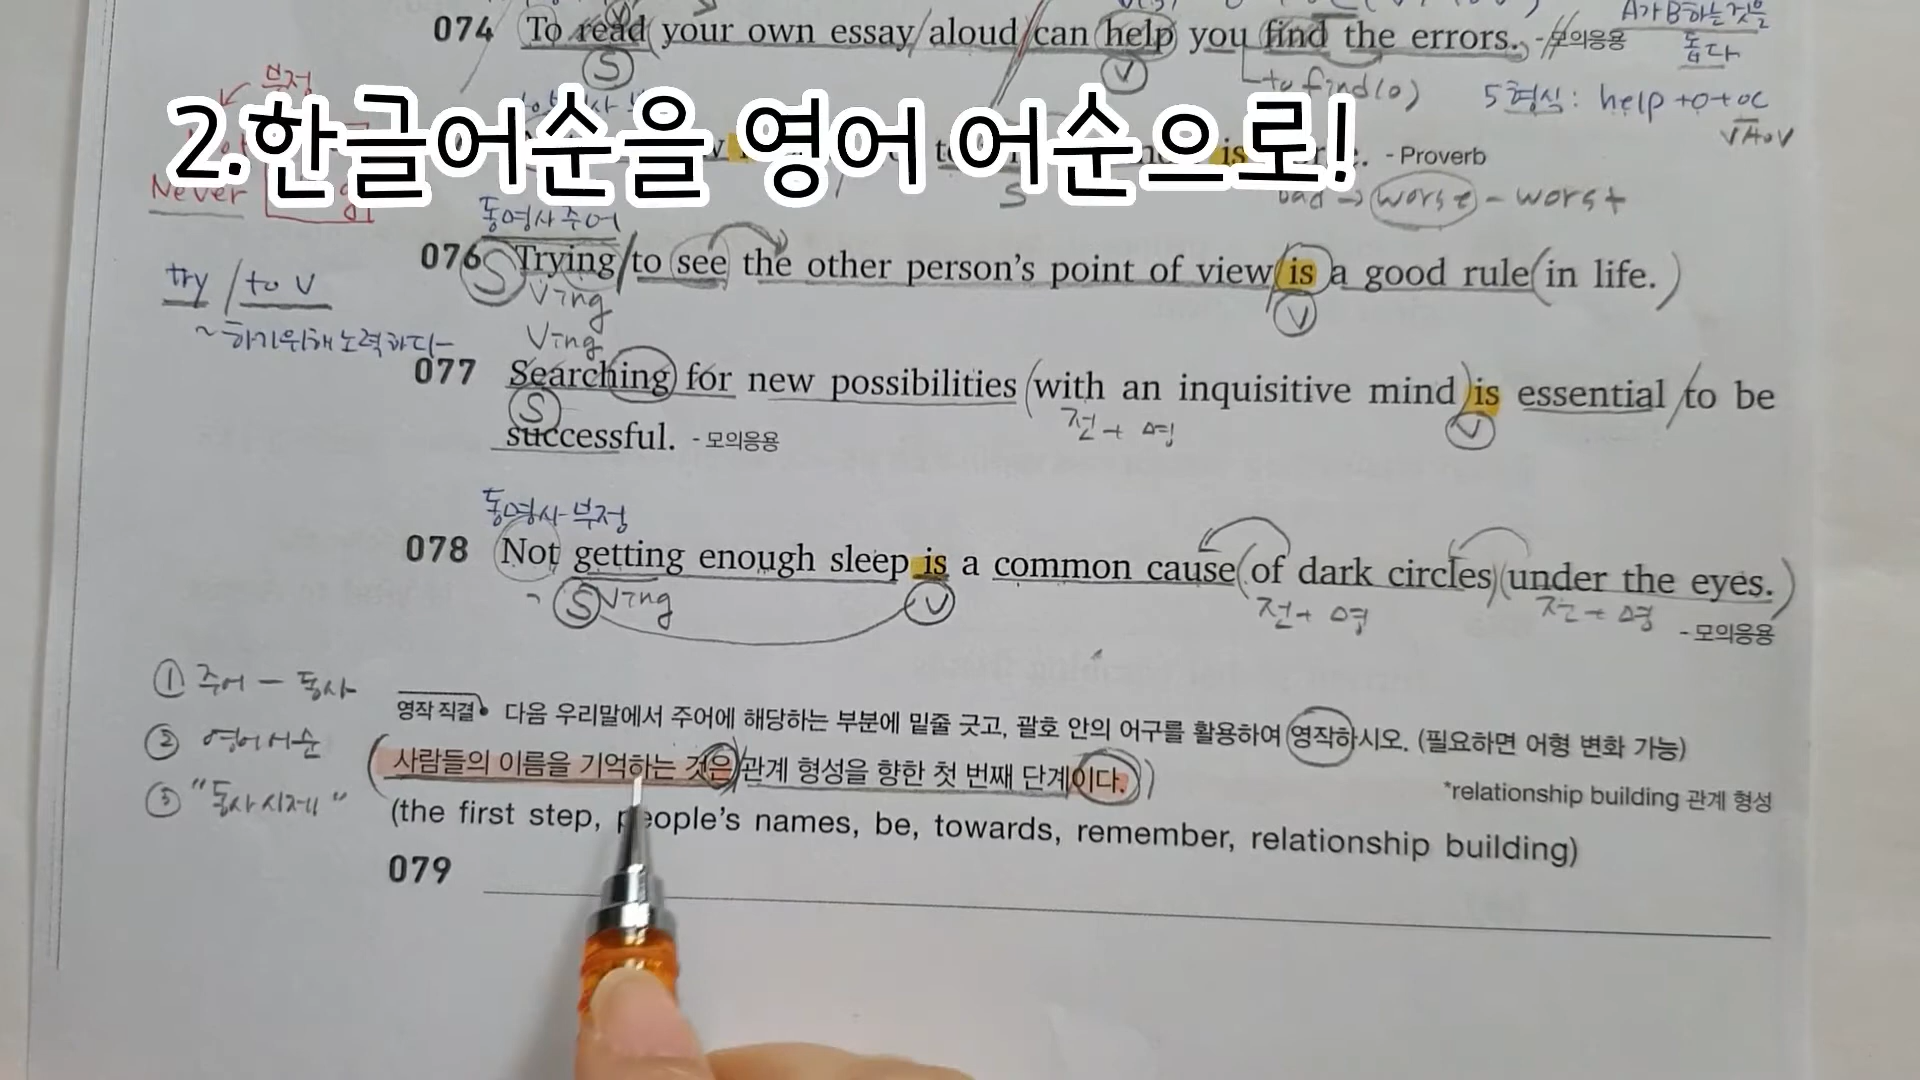 A가 B하는것을
돕다
074 To read your own essay aloud can help you find the errors. - 모의응용
S V to find(o)
5형식: help +o+oc
부정
2.한글어순을 영어 어순으로!
is - Proverb
Never
S bad → worse - worst
동명사주어
076 Trying to see the other person's point of view is a good rule in life.
S Ving V
try / to V
~하기위해 노력하다
Ving
077 Searching for new possibilities with an inquisitive mind is essential to be
S 전+명 V
successful. - 모의응용
동명사 부정
078 Not getting enough sleep is a common cause of dark circles under the eyes.
S Ving V 전+명 전+명
- 모의응용
① 주어 - 동사
② 영어어순
③ "동사시제"
영작 직결 다음 우리말에서 주어에 해당하는 부분에 밑줄 긋고, 괄호 안의 어구를 활용하여 영작하시오. (필요하면 어형 변화 가능)
사람들의 이름을 기억하는 것은 관계 형성을 향한 첫 번째 단계이다.
*relationship building 관계 형성
(the first step, people's names, be, towards, remember, relationship building)
079